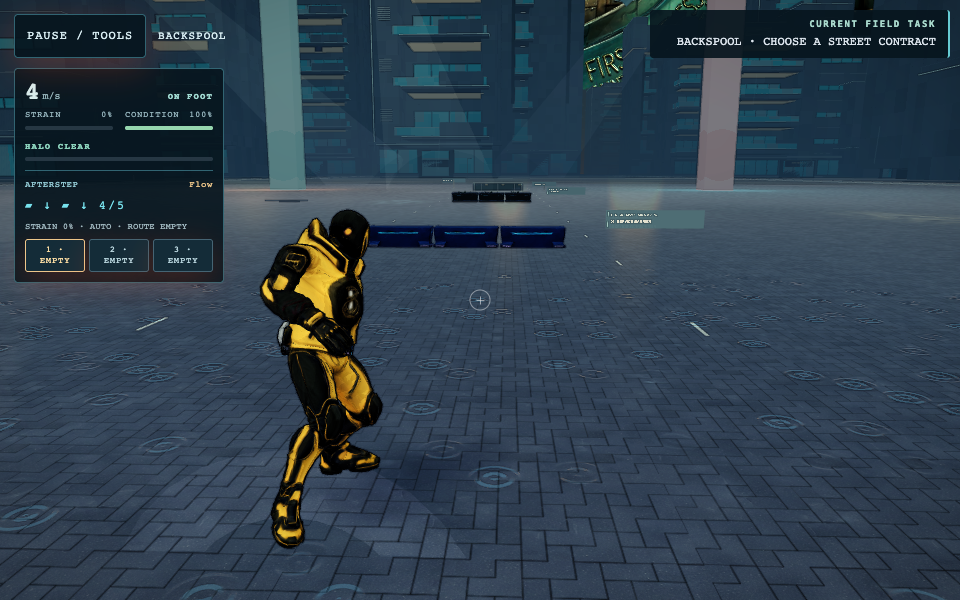 PAUSE / TOOLS
BACKSPOOL
CURRENT FIELD TASK
BACKSPOOL · CHOOSE A STREET CONTRACT
4 m/s
ON FOOT
STRAIN 0%
CONDITION 100%
HALO CLEAR
AFTERSTEP Flow
▰ ↓ ▰ ↓ 4/5
STRAIN 0% · AUTO · ROUTE EMPTY
1 · EMPTY
2 · EMPTY
3 · EMPTY
FIRS